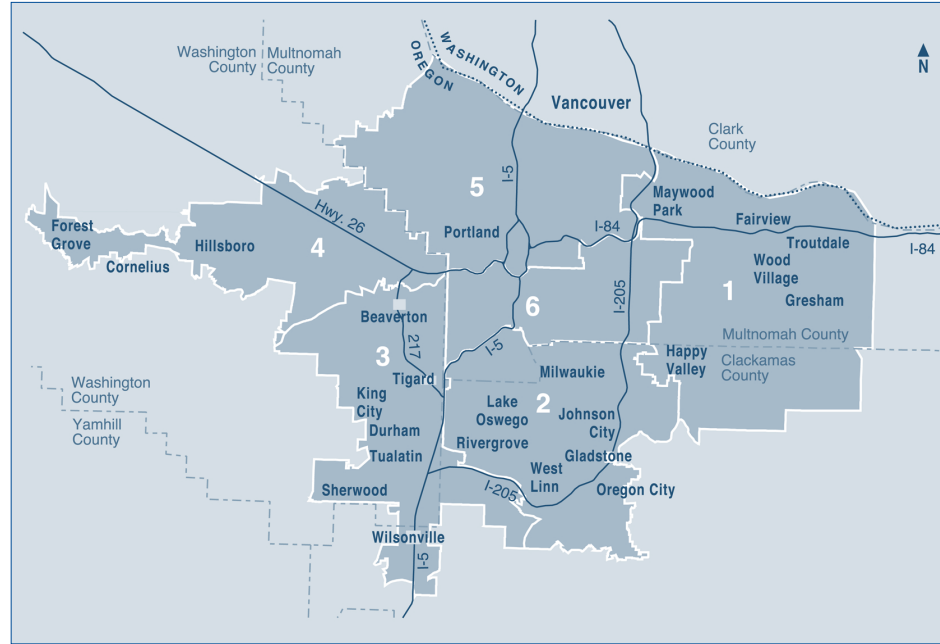 Washington
County
Multnomah
County
WASHINGTON
OREGON
N
Vancouver
Clark
County
I-5
5
Maywood
Park
Hwy. 26
Fairview
Forest
Grove
Portland
I-84
Hillsboro
4
Troutdale
I-84
Cornelius
Wood
Village
I-205
1
Gresham
6
Beaverton
Multnomah County
217
I-5
3
Happy
Valley
Clackamas
County
Milwaukie
Tigard
Washington
County
King
City
Lake
Oswego
2
Johnson
City
Yamhill
County
Durham
Rivergrove
Tualatin
Gladstone
West
Linn
Sherwood
I-205
Oregon City
Wilsonville
I-5